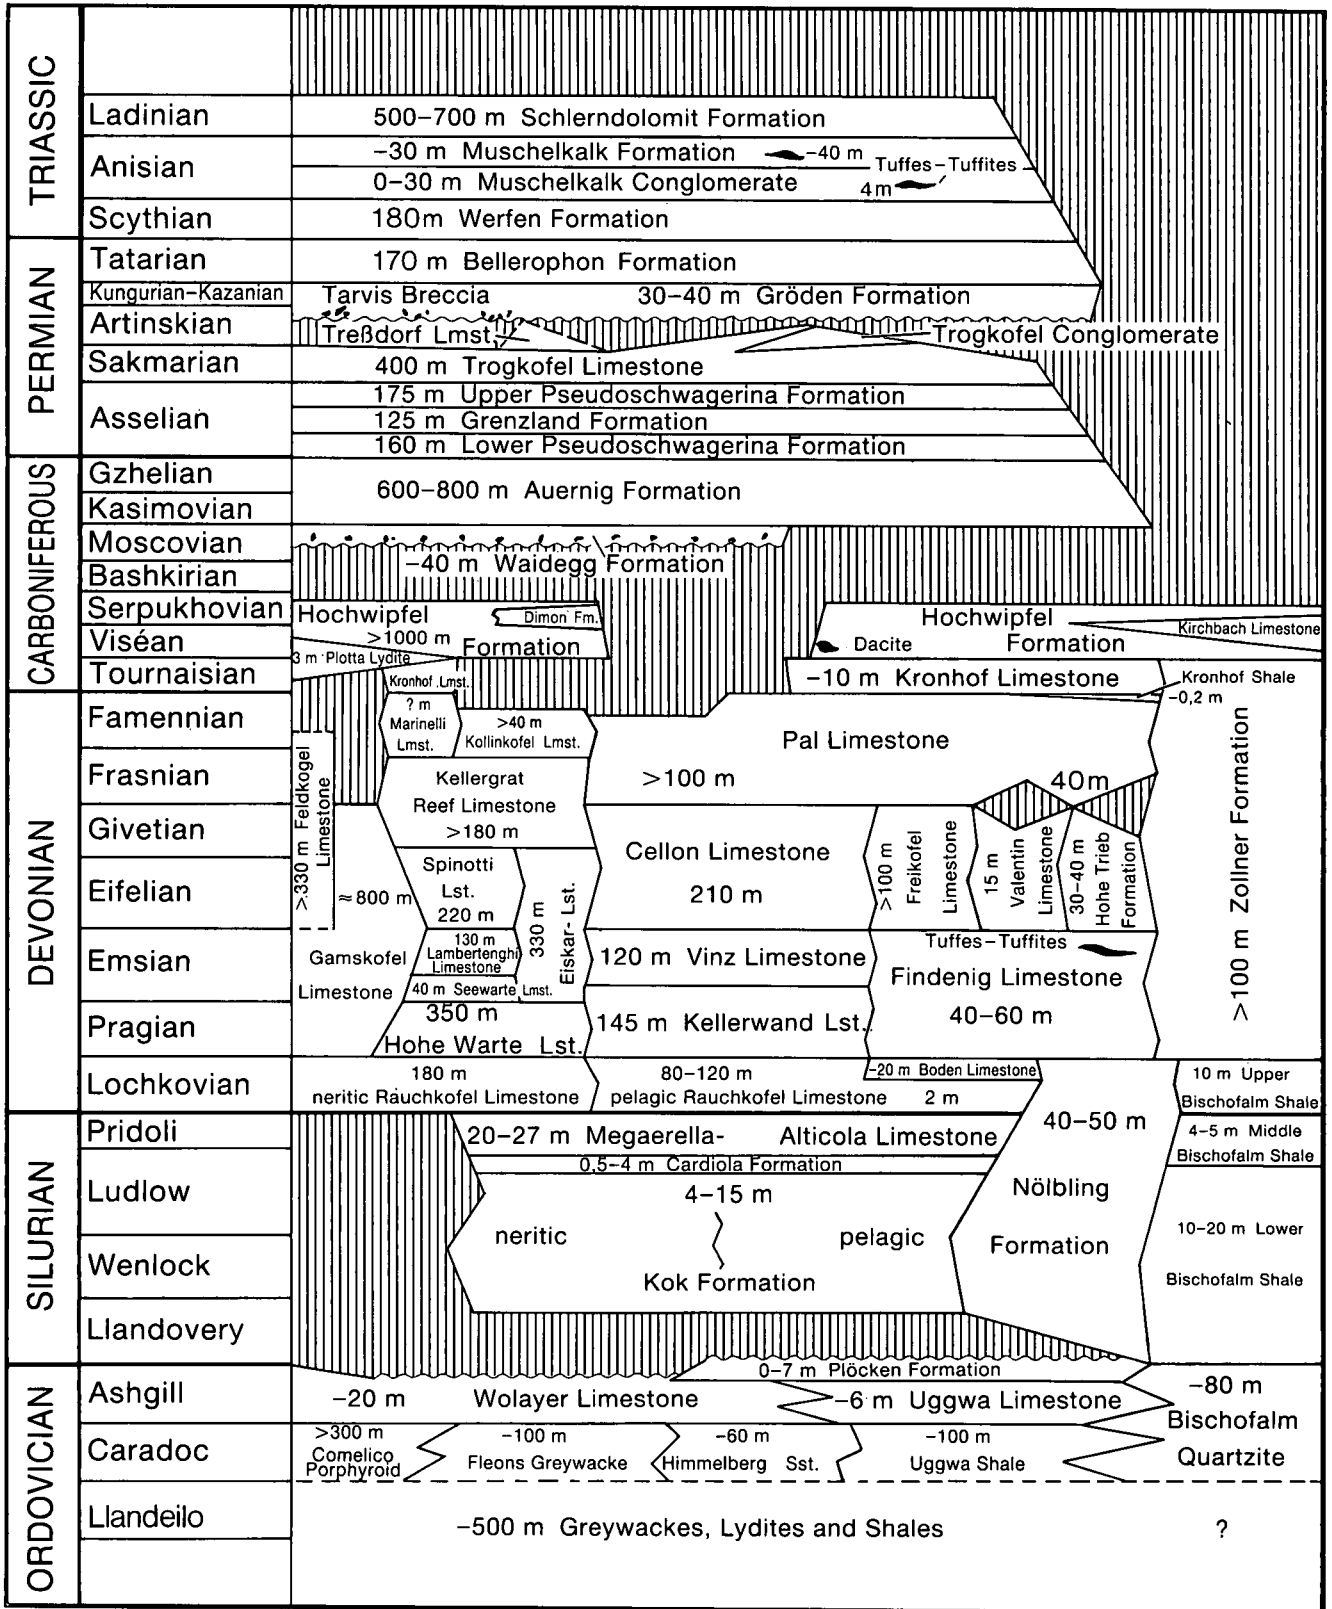 TRIASSIC
Ladinian
500-700 m Schlerndolomit Formation
Anisian
-30 m Muschelkalk Formation
-40 m
Tuffes-Tuffites
0-30 m Muschelkalk Conglomerate
4m
Scythian
180m Werfen Formation
PERMIAN
Tatarian
170 m Bellerophon Formation
Kungurian-Kazanian
Tarvis Breccia
30-40 m Gröden Formation
Artinskian
Treßdorf Lmst.
Trogkofel Conglomerate
Sakmarian
400 m Trogkofel Limestone
Asselian
175 m Upper Pseudoschwagerina Formation
125 m Grenzland Formation
160 m Lower Pseudoschwagerina Formation
CARBONIFEROUS
Gzhelian
600-800 m Auernig Formation
Kasimovian
Moscovian
-40 m Waidegg Formation
Bashkirian
Serpukhovian
Hochwipfel
Dimon Fm.
Hochwipfel
Kirchbach Limestone
Viséan
>1000 m
Formation
Dacite
Formation
3 m Plotta Lydite
Tournaisian
Kronhof Lmst.
-10 m Kronhof Limestone
Kronhof Shale
-0,2 m
DEVONIAN
Famennian
? m
Marinelli
Lmst.
>40 m
Kollinkofel Lmst.
Pal Limestone
Frasnian
>.330 m Feldkogel
Limestone
Kellergrat
Reef Limestone
>180 m
>100 m
40m
>100 m Zollner Formation
Givetian
Eifelian
≈800 m
Spinotti
Lst.
220 m
330 m
Eiskar-Lst.
Cellon Limestone
210 m
>100 m
Freikofel
Limestone
15 m
Valentin
Limestone
30-40 m
Hohe Trieb
Formation
Emsian
Gamskofel
Limestone
130 m
Lambertenghi
Limestone
40 m Seewarte Lmst.
120 m Vinz Limestone
Tuffes-Tuffites
Findenig Limestone
40-60 m
Pragian
350 m
Hohe Warte Lst.
145 m Kellerwand Lst.
Lochkovian
180 m
neritic Rauchkofel Limestone
80-120 m
pelagic Rauchkofel Limestone
-20 m Boden Limestone
2 m
10 m Upper
Bischofalm Shale
SILURIAN
Pridoli
20-27 m Megaerella- Alticola Limestone
40-50 m
Nölbling
Formation
4-5 m Middle
Bischofalm Shale
Ludlow
0,5-4 m Cardiola Formation
4-15 m
neritic
pelagic
Kok Formation
10-20 m Lower
Bischofalm Shale
Wenlock
Llandovery
ORDOVICIAN
0-7 m Plöcken Formation
Ashgill
-20 m
Wolayer Limestone
-6 m Uggwa Limestone
-80 m
Bischofalm
Quartzite
Caradoc
>300 m
Comelico
Porphyroid
-100 m
Fleons Greywacke
-60 m
Himmelberg Sst.
-100 m
Uggwa Shale
Llandeilo
-500 m Greywackes, Lydites and Shales
?